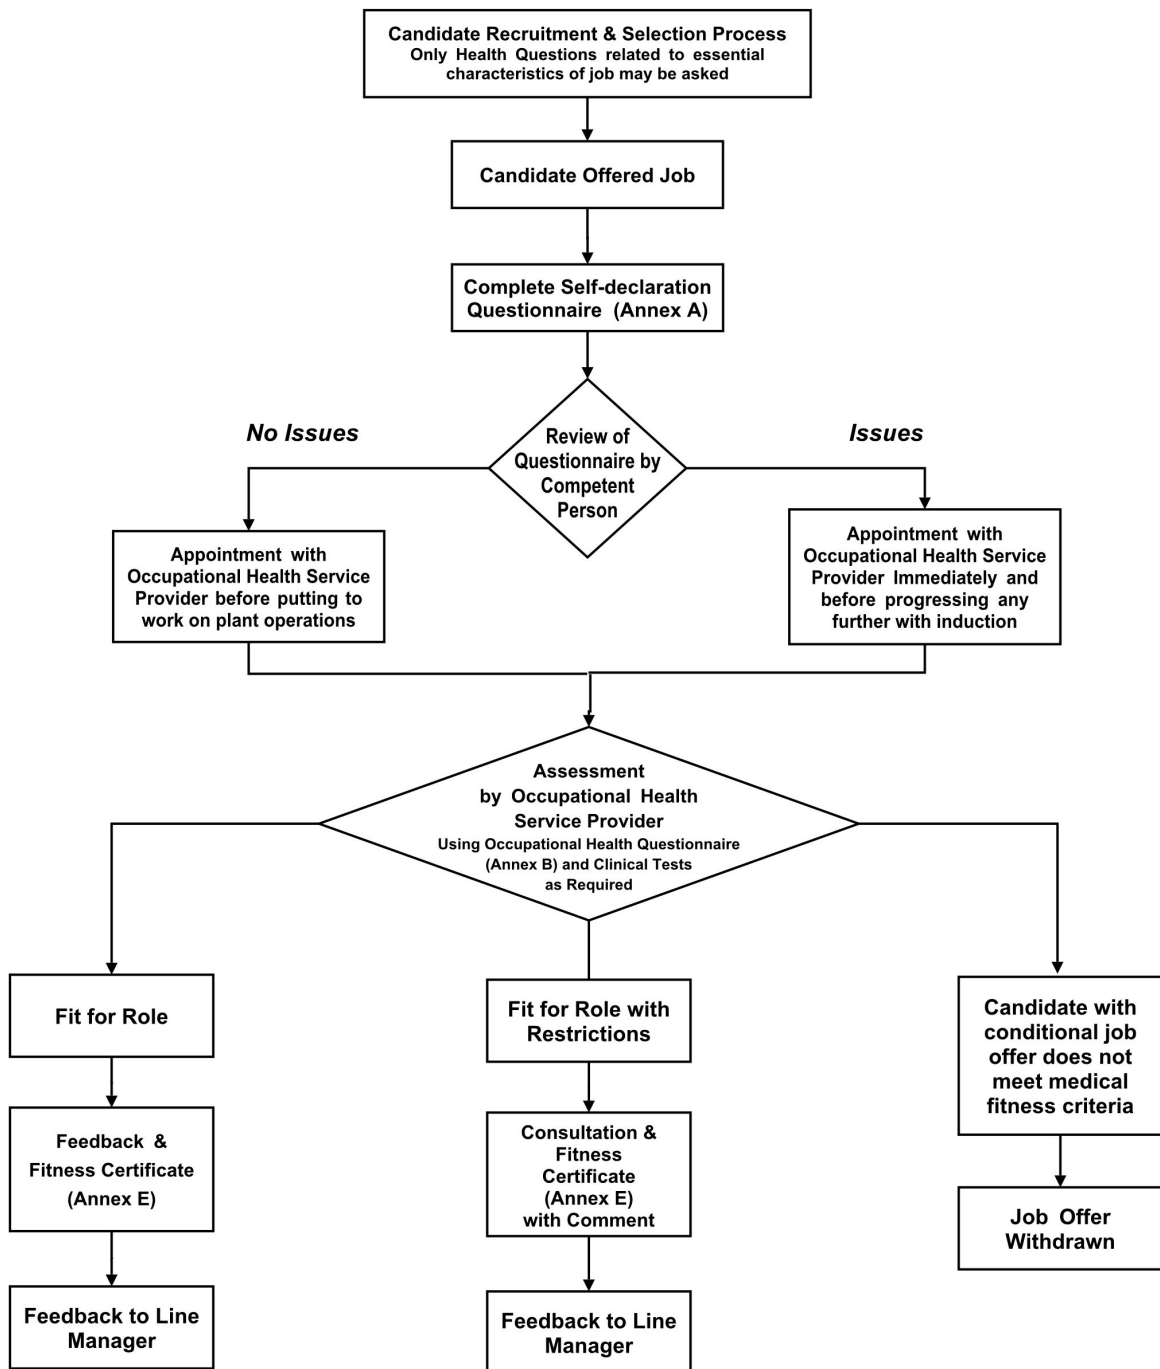 Candidate Recruitment & Selection Process
Only Health Questions related to essential
characteristics of job may be asked
Candidate Offered Job
Complete Self-declaration
Questionnaire (Annex A)
No Issues
Issues
Review of
Questionnaire by
Competent
Person
Appointment with
Occupational Health Service
Provider before putting to
work on plant operations
Appointment with
Occupational Health Service
Provider Immediately and
before progressing any
further with induction
Assessment
by Occupational Health
Service Provider
Using Occupational Health Questionnaire
(Annex B) and Clinical Tests
as Required
Fit for Role
Fit for Role with
Restrictions
Candidate with
conditional job
offer does not
meet medical
fitness criteria
Feedback &
Fitness Certificate
(Annex E)
Consultation &
Fitness
Certificate
(Annex E)
with Comment
Job Offer
Withdrawn
Feedback to Line
Manager
Feedback to Line
Manager